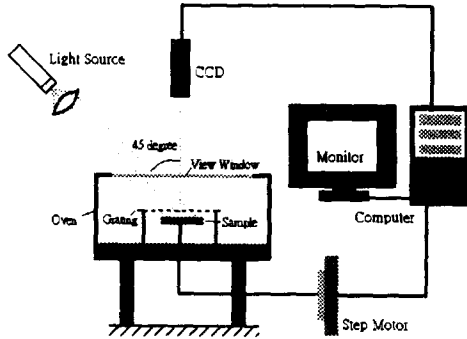 Light Source
CCD
45 degree
View Window
Monitor
Oven
Grating
Sample
Computer
Step Motor